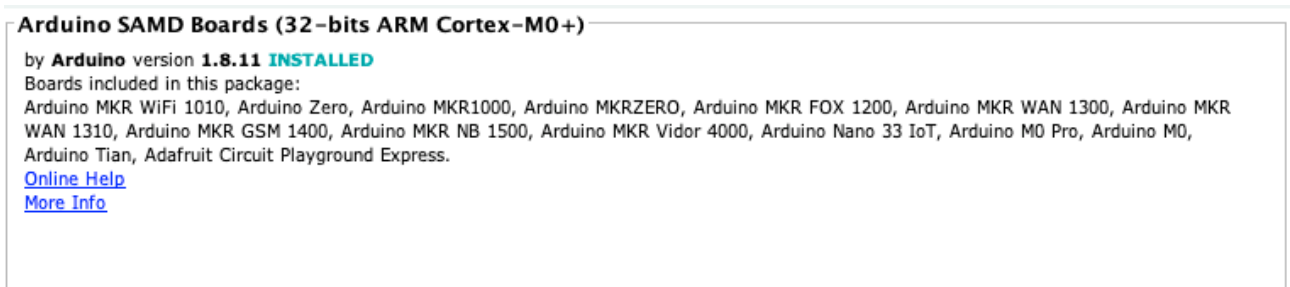 Arduino SAMD Boards (32-bits ARM Cortex-M0+)
by Arduino version 1.8.11 INSTALLED
Boards included in this package:
Arduino MKR WiFi 1010, Arduino Zero, Arduino MKR1000, Arduino MKRZERO, Arduino MKR FOX 1200, Arduino MKR WAN 1300, Arduino MKR
WAN 1310, Arduino MKR GSM 1400, Arduino MKR NB 1500, Arduino MKR Vidor 4000, Arduino Nano 33 IoT, Arduino M0 Pro, Arduino M0,
Arduino Tian, Adafruit Circuit Playground Express.
Online Help
More Info